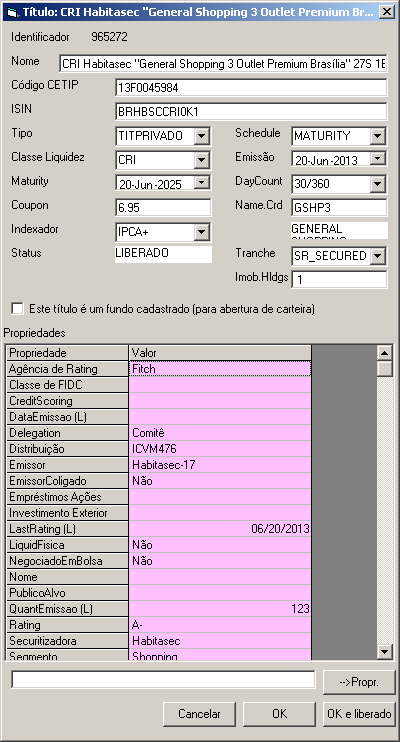 Título: CRI Habitasec "General Shopping 3 Outlet Premium Br...
Identificador 965272
Nome CRI Habitasec "General Shopping 3 Outlet Premium Brasília" 27S 1E
Código CETIP 13F0045984
ISIN BRHBSCCRI0K1
Tipo TITPRIVADO Schedule MATURITY
Classe Liquidez CRI Emissão 20-Jun-2013
Maturity 20-Jun-2025 DayCount 30/360
Coupon 6.95 Name.Crd GSHP3
Indexador IPCA+ GENERAL
SHOPPING
Status LIBERADO Tranche SR_SECURED
Imob.Hldgs 1
Este título é um fundo cadastrado (para abertura de carteira)
Propriedades
Propriedade Valor
Agência de Rating Fitch
Classe de FIDC
CreditScoring
DataEmissao (L)
Delegation Comitê
Distribuição ICVM476
Emissor Habitasec-17
EmissorColigado Não
Empréstimos Ações
Investimento Exterior
LastRating (L) 06/20/2013
LiquidFisica Não
NegociadoEmBolsa Não
Nome
PublicoAlvo
QuantEmissao (L) 123
Rating A-
Securitizadora Habitasec
Segmento Shopping
-->Propr.
Cancelar OK OK e liberado